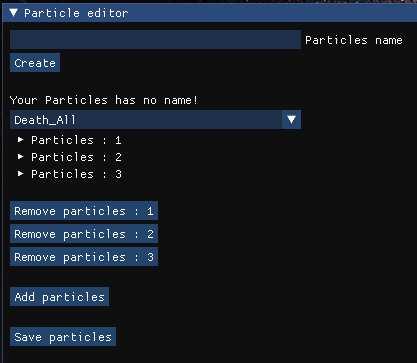 Particle editor
Particles name
Create
Your Particles has no name!
Death_All
Particles : 1
Particles : 2
Particles : 3
Remove particles : 1
Remove particles : 2
Remove particles : 3
Add particles
Save particles